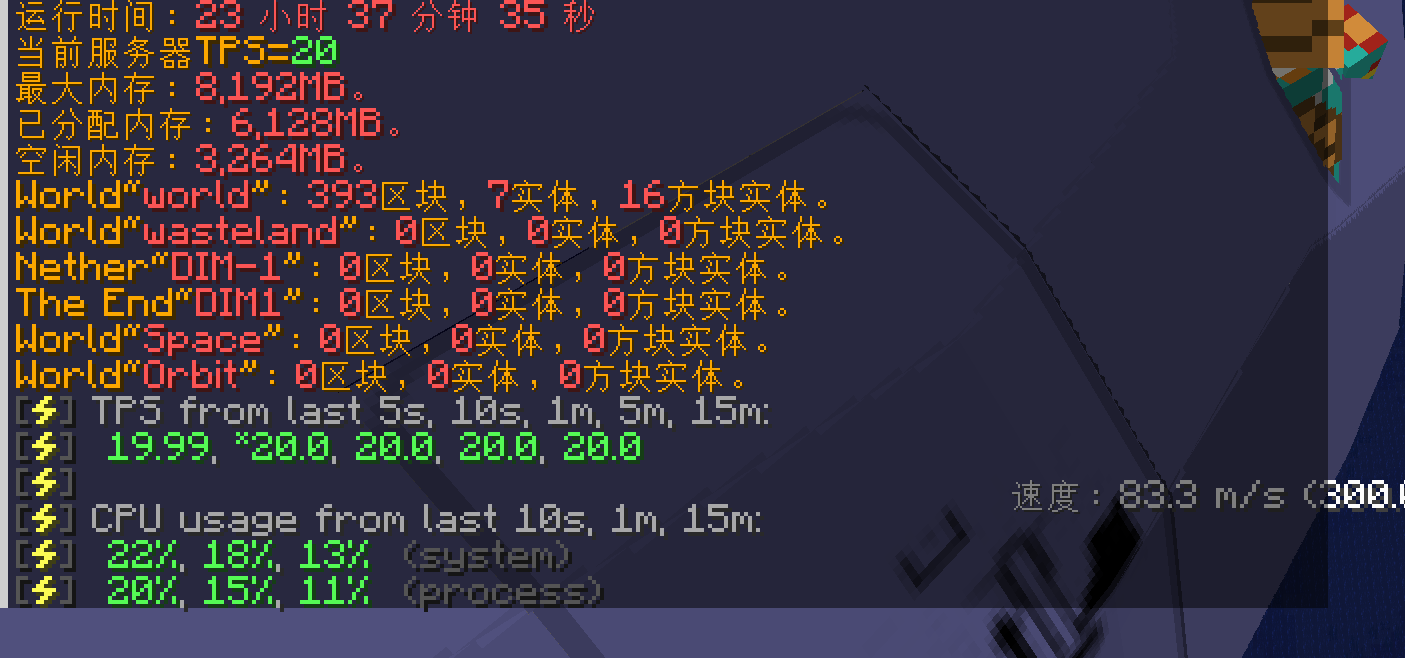 运行时间：23 小时 37 分钟 35 秒
当前服务器TPS=20
最大内存：8,192MB。
已分配内存：6,128MB。
空闲内存：3,264MB。
World“world”：393区块，7实体，16方块实体。
World“wasteland”：0区块，0实体，0方块实体。
Nether“DIM-1”：0区块，0实体，0方块实体。
The End“DIM1”：0区块，0实体，0方块实体。
World“Space”：0区块，0实体，0方块实体。
World“Orbit”：0区块，0实体，0方块实体。
[⚡] TPS from last 5s, 10s, 1m, 5m, 15m:
[⚡] 19.99, *20.0, 20.0, 20.0, 20.0
[⚡]
速度：83.3 m/s (300.
[⚡] CPU usage from last 10s, 1m, 15m:
[⚡] 22%, 18%, 13% (system)
[⚡] 20%, 15%, 11% (process)